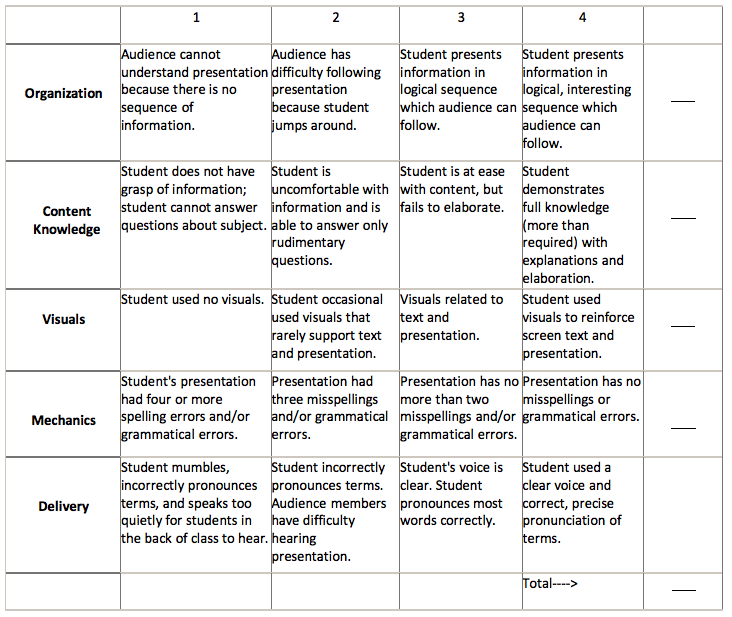 1 2 3 4
Organization
Audience cannot
understand presentation
because there is no
sequence of
information.
Audience has
difficulty following
presentation
because student
jumps around.
Student presents
information in
logical sequence
which audience can
follow.
Student presents
information in
logical, interesting
sequence which
audience can
follow.
____
Content
Knowledge
Student does not have
grasp of information;
student cannot answer
questions about subject.
Student is
uncomfortable with
information and is
able to answer only
rudimentary
questions.
Student is at ease
with content, but
fails to elaborate.
Student
demonstrates
full knowledge
(more than
required) with
explanations and
elaboration.
____
Visuals
Student used no visuals.
Student occasional
used visuals that
rarely support text
and presentation.
Visuals related to
text and
presentation.
Student used
visuals to reinforce
screen text and
presentation.
____
Mechanics
Student's presentation
had four or more
spelling errors and/or
grammatical errors.
Presentation had
three misspellings
and/or grammatical
errors.
Presentation has no
more than two
misspellings and/or
grammatical errors.
Presentation has no
misspellings or
grammatical errors.
____
Delivery
Student mumbles,
incorrectly pronounces
terms, and speaks too
quietly for students in
the back of class to hear.
Student incorrectly
pronounces terms.
Audience members
have difficulty
hearing
presentation.
Student's voice is
clear. Student
pronounces most
words correctly.
Student used a
clear voice and
correct, precise
pronunciation of
terms.
Total----> ____